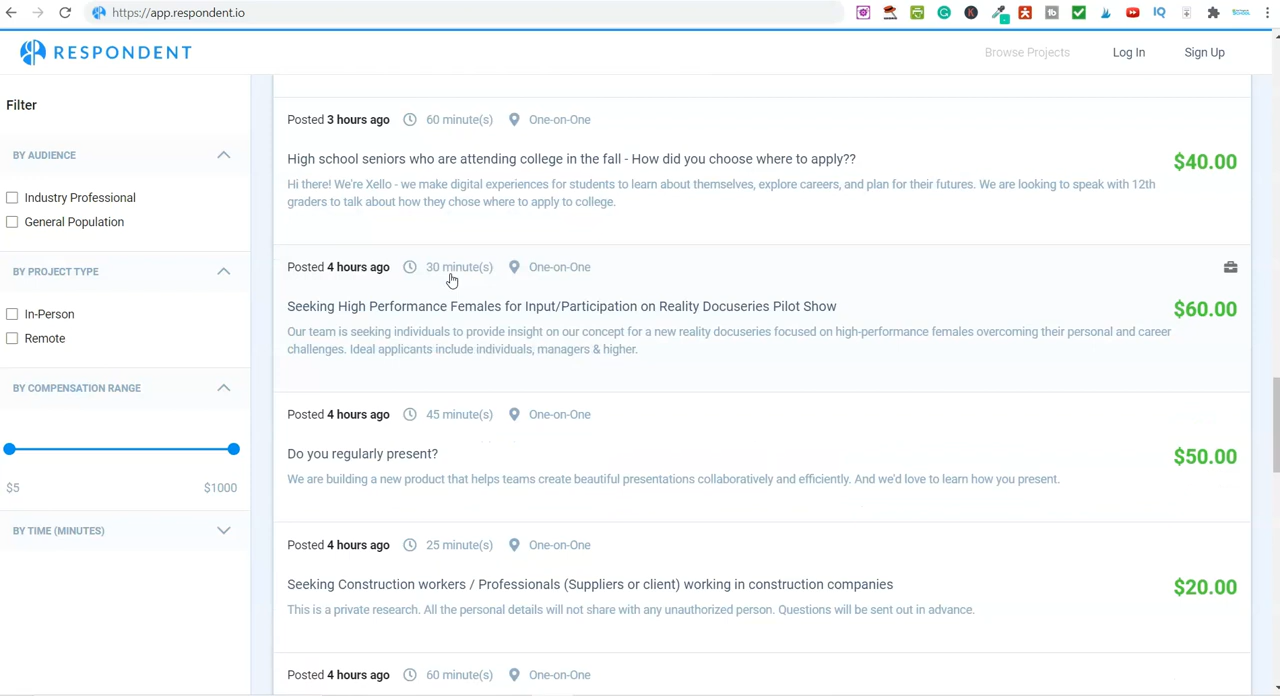 https://app.respondent.io
RESPONDENT
Browse Projects
Log In
Sign Up
Filter
BY AUDIENCE
Industry Professional
General Population
BY PROJECT TYPE
In-Person
Remote
BY COMPENSATION RANGE
$5
$1000
BY TIME (MINUTES)
Posted 3 hours ago 60 minute(s) One-on-One
High school seniors who are attending college in the fall - How did you choose where to apply??
$40.00
Hi there! We're Xello - we make digital experiences for students to learn about themselves, explore careers, and plan for their futures. We are looking to speak with 12th
graders to talk about how they chose where to apply to college.
Posted 4 hours ago 30 minute(s) One-on-One
Seeking High Performance Females for Input/Participation on Reality Docuseries Pilot Show
$60.00
Our team is seeking individuals to provide insight on our concept for a new reality docuseries focused on high-performance females overcoming their personal and career
challenges. Ideal applicants include individuals, managers & higher.
Posted 4 hours ago 45 minute(s) One-on-One
Do you regularly present?
$50.00
We are building a new product that helps teams create beautiful presentations collaboratively and efficiently. And we'd love to learn how you present.
Posted 4 hours ago 25 minute(s) One-on-One
Seeking Construction workers / Professionals (Suppliers or client) working in construction companies
$20.00
This is a private research. All the personal details will not share with any unauthorized person. Questions will be sent out in advance.
Posted 4 hours ago 60 minute(s) One-on-One